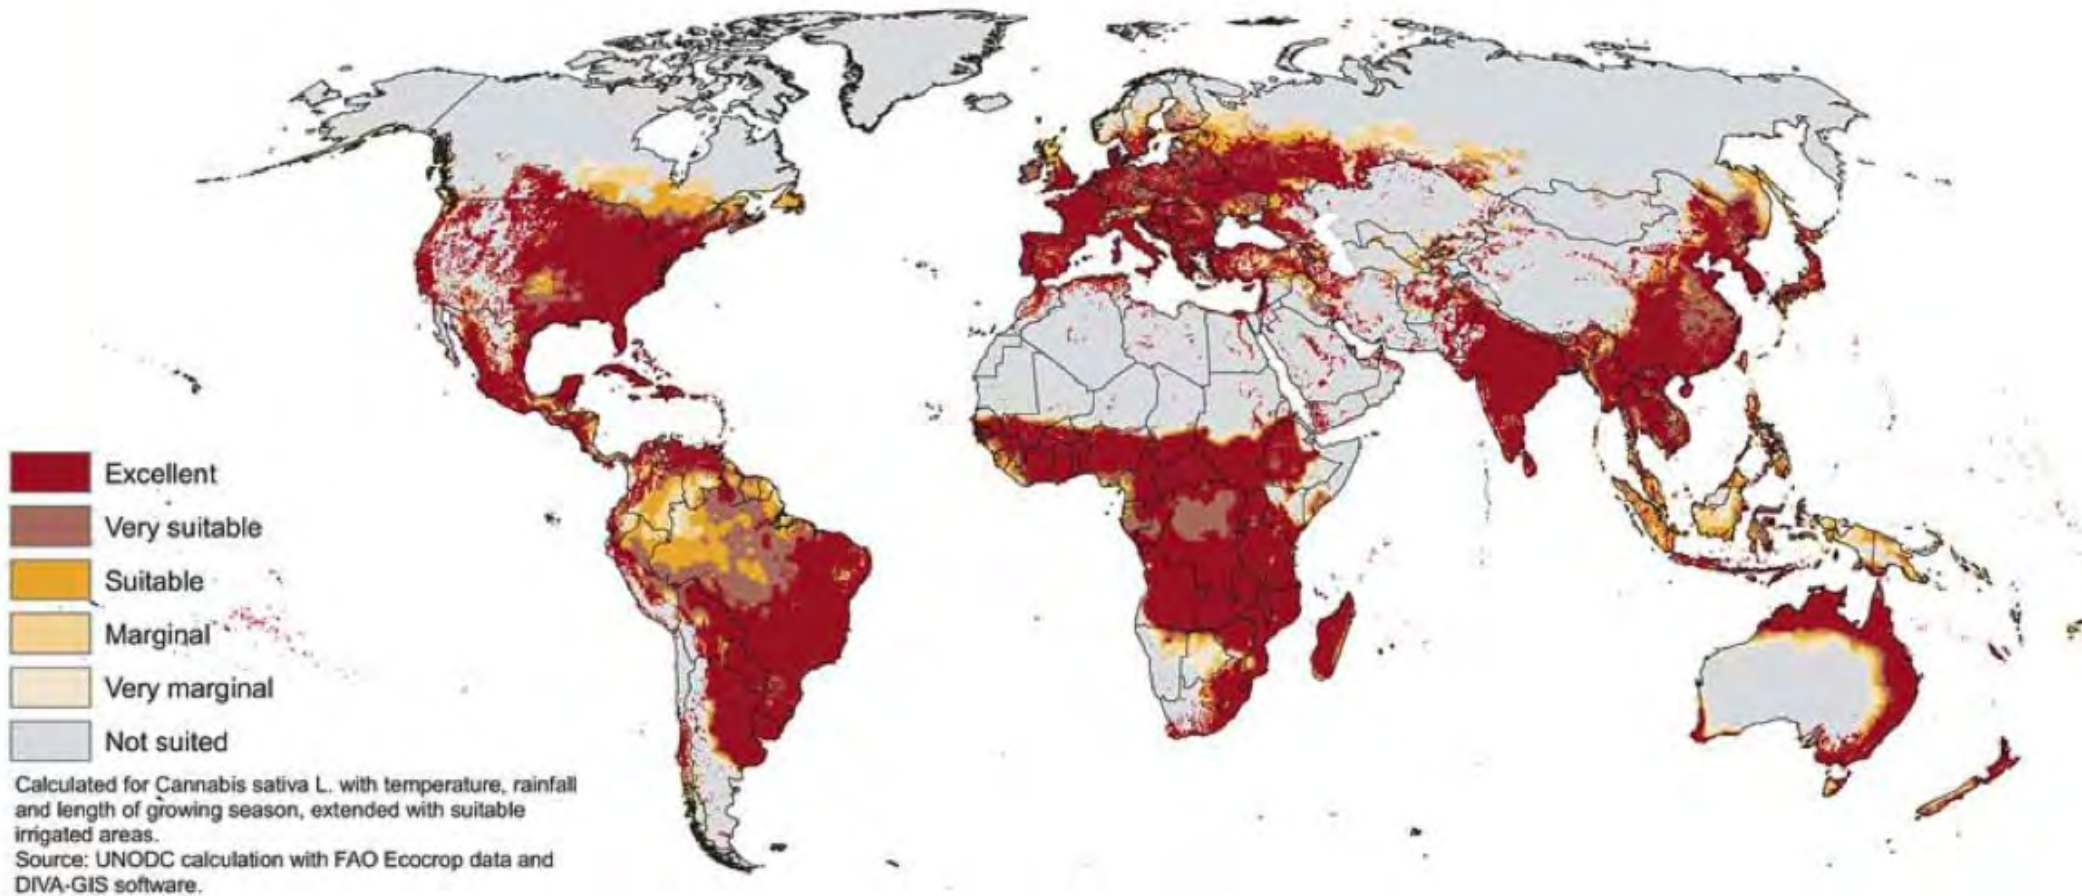 Excellent
Very suitable
Suitable
Marginal
Very marginal
Not suited
Calculated for Cannabis sativa L. with temperature, rainfall
and length of growing season, extended with suitable
irrigated areas.
Source: UNODC calculation with FAO Ecocrop data and
DIVA-GIS software.